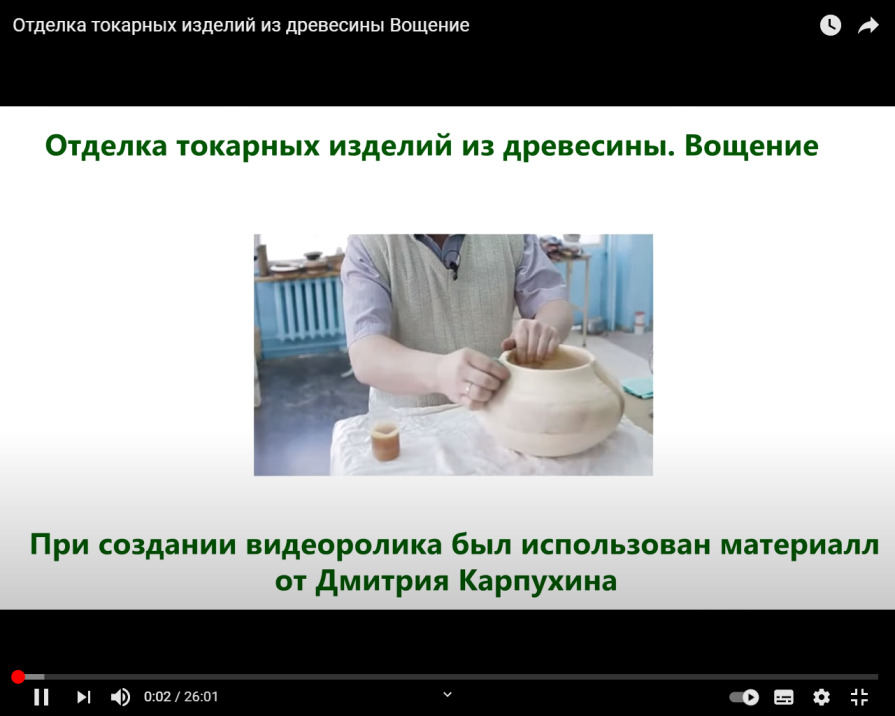 Отделка токарных изделий из древесины Вощение
Отделка токарных изделий из древесины. Вощение
При создании видеоролика был использован материалл
от Дмитрия Карпухина
0:02 / 26:01